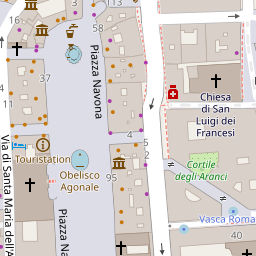 58
16
13
37
11
Piazza Navona
Chiesa
di San
Luigi dei
Francesi
4
5
2
Touristation
Obelisco
Agonale
Cortile
degli Aranci
Via di Santa Maria dell'A
Piazza Na
95
Vasca Roma
40